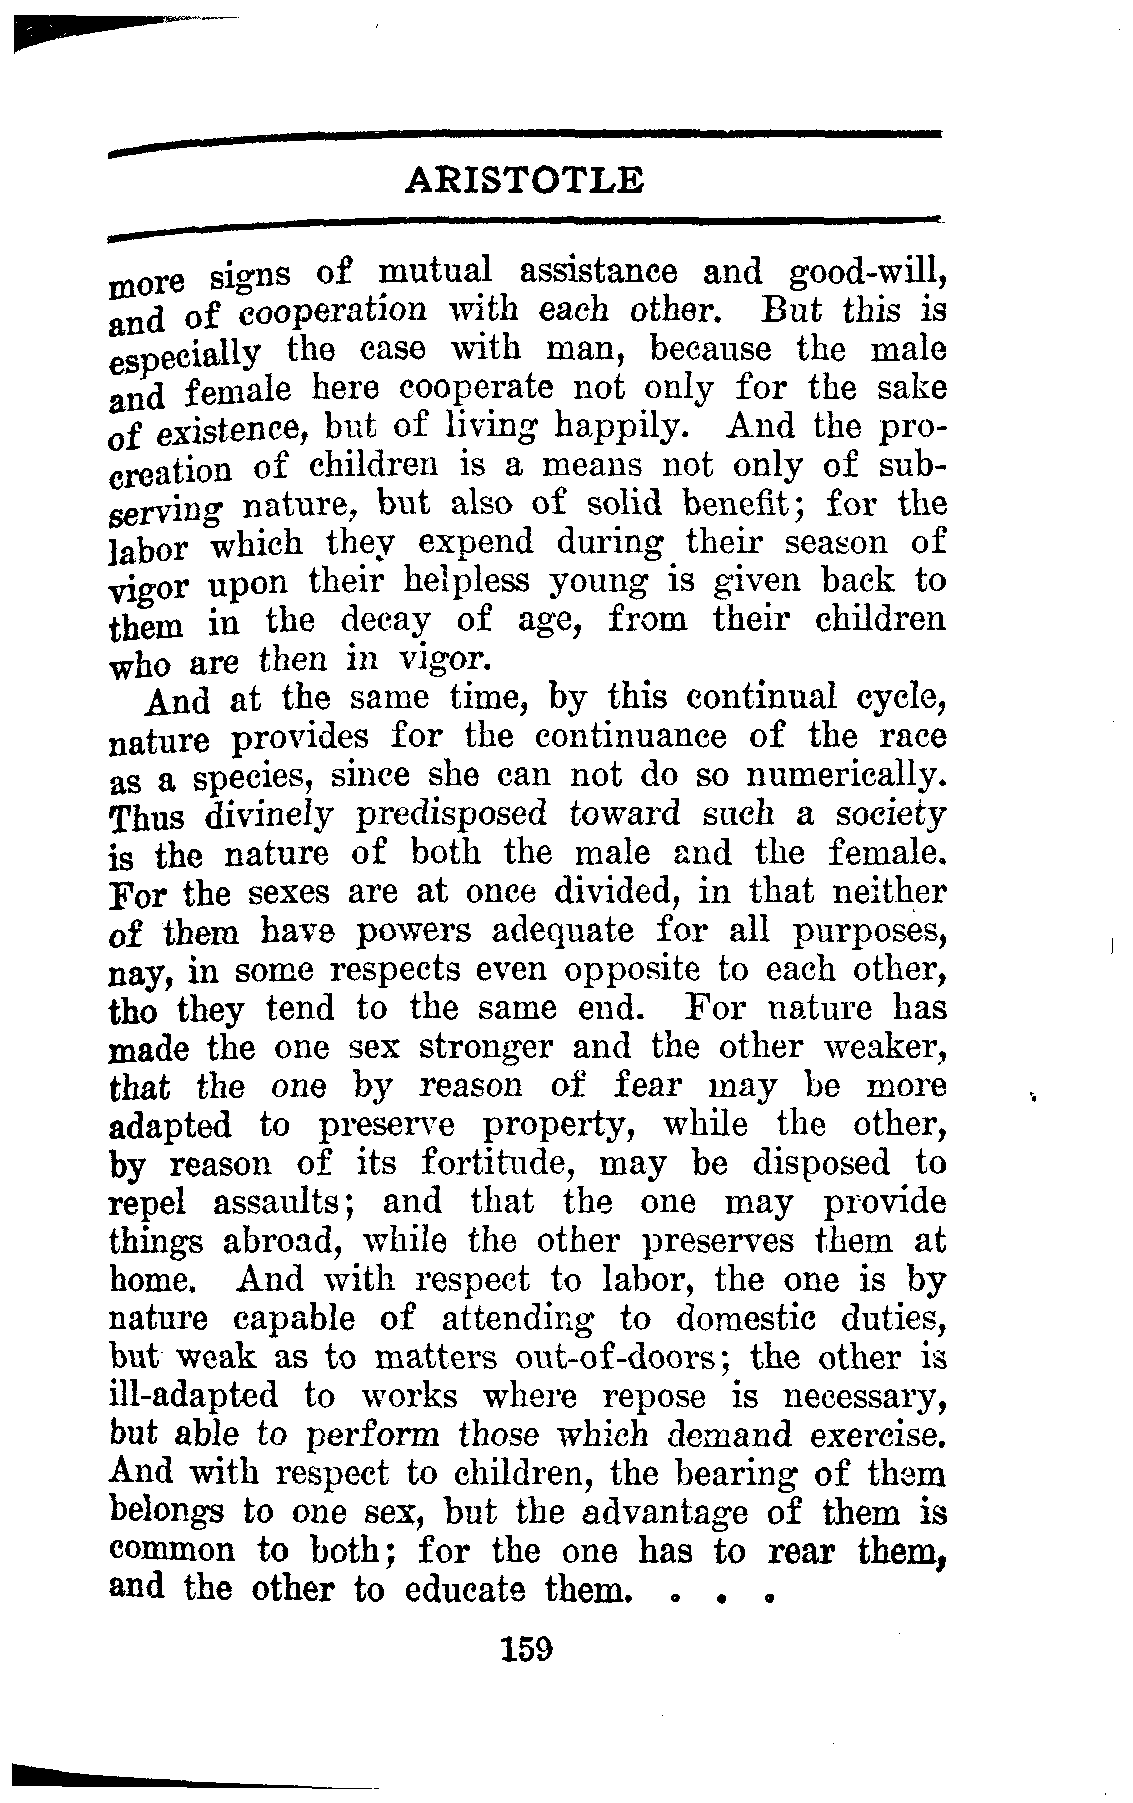 ARISTOTLE
more signs of mutual assistance and good-will,
and of cooperation with each other. But this is
especially the case with man, because the male
and female here cooperate not only for the sake
of existence, but of living happily. And the pro-
creation of children is a means not only of sub-
serving nature, but also of solid benefit; for the
labor which they expend during their season of
vigor upon their helpless young is given back to
them in the decay of age, from their children
who are then in vigor.
And at the same time, by this continual cycle,
nature provides for the continuance of the race
as a species, since she can not do so numerically.
Thus divinely predisposed toward such a society
is the nature of both the male and the female.
For the sexes are at once divided, in that neither
of them have powers adequate for all purposes,
nay, in some respects even opposite to each other,
tho they tend to the same end. For nature has
made the one sex stronger and the other weaker,
that the one by reason of fear may be more
adapted to preserve property, while the other,
by reason of its fortitude, may be disposed to
repel assaults; and that the one may provide
things abroad, while the other preserves them at
home. And with respect to labor, the one is by
nature capable of attending to domestic duties,
but weak as to matters out-of-doors; the other is
ill-adapted to works where repose is necessary,
but able to perform those which demand exercise.
And with respect to children, the bearing of them
belongs to one sex, but the advantage of them is
common to both; for the one has to rear them,
and the other to educate them. . . .
159